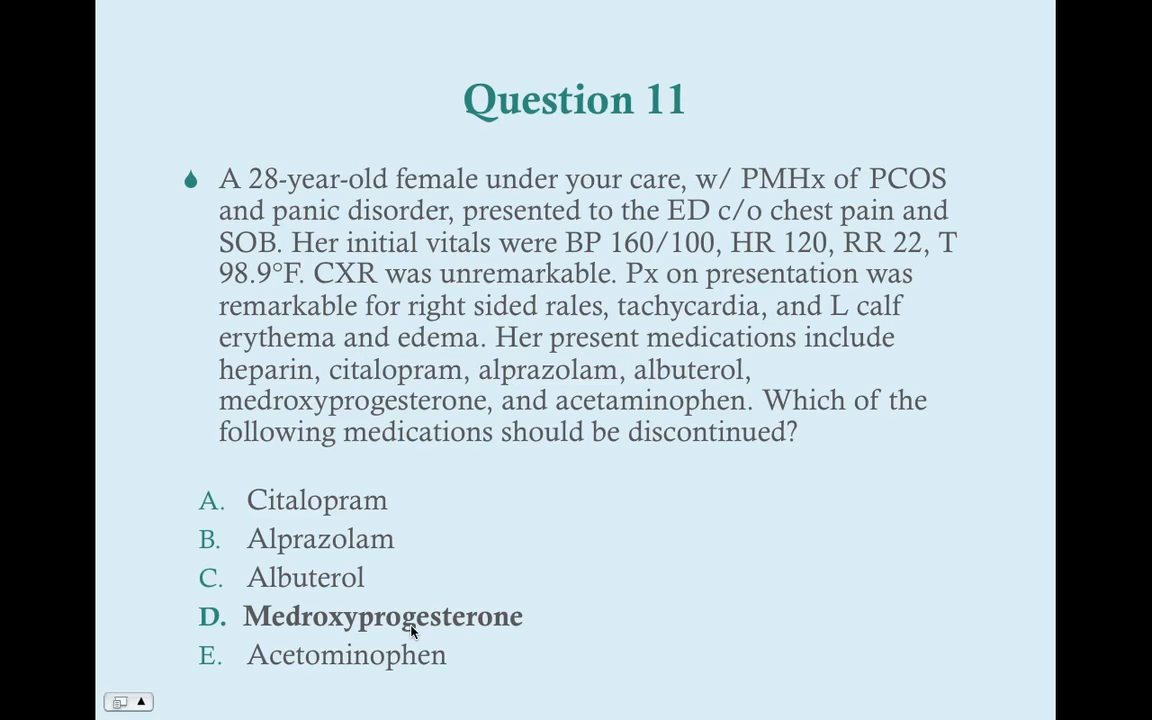 Question 11
A 28-year-old female under your care, w/ PMHx of PCOS
and panic disorder, presented to the ED c/o chest pain and
SOB. Her initial vitals were BP 160/100, HR 120, RR 22, T
98.9°F. CXR was unremarkable. Px on presentation was
remarkable for right sided rales, tachycardia, and L calf
erythema and edema. Her present medications include
heparin, citalopram, alprazolam, albuterol,
medroxyprogesterone, and acetaminophen. Which of the
following medications should be discontinued?
A. Citalopram
B. Alprazolam
C. Albuterol
D. Medroxyprogesterone
E. Acetominophen